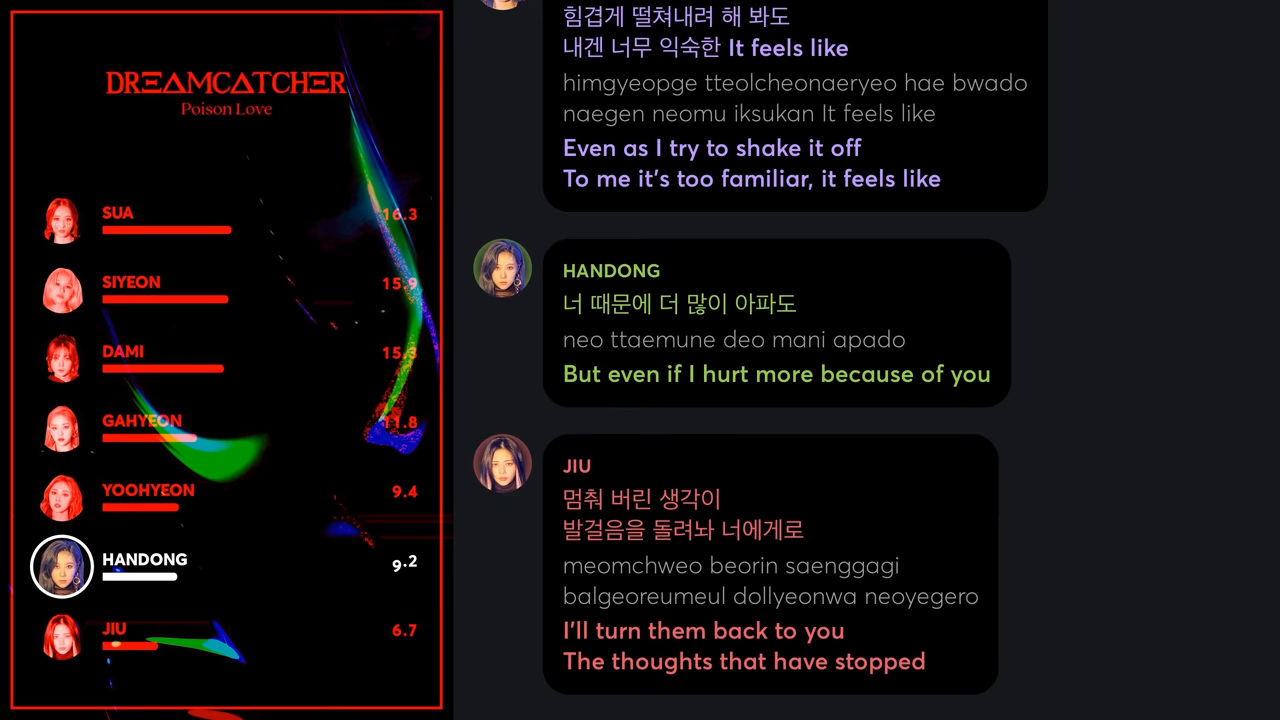 DREAMCATCHER
Poison Love
SUA
16.3
SIYEON
15.9
DAMI
15.3
GAHYEON
11.8
YOOHYEON
9.4
HANDONG
9.2
JIU
6.7
힘겹게 떨쳐내려 해 봐도
내겐 너무 익숙한 It feels like
himgyeopge tteolcheonaeryeo hae bwado
naegen neomu iksukan It feels like
Even as I try to shake it off
To me it's too familiar, it feels like
HANDONG
너 때문에 더 많이 아파도
neo ttaemune deo mani apado
But even if I hurt more because of you
JIU
멈춰 버린 생각이
발걸음을 돌려놔 너에게로
meomchweo beorin saenggagi
balgeoreumeul dollyeonwa neoyegero
I'll turn them back to you
The thoughts that have stopped